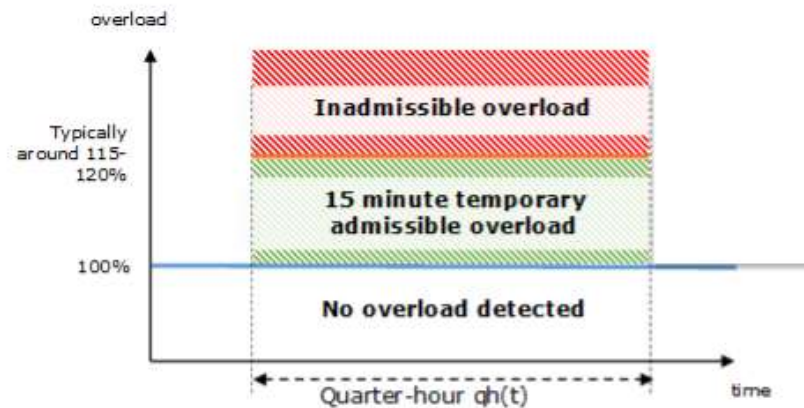 overload
Inadmissible overload
Typically
around 115-
120%
15 minute temporary
admissible overload
100%
No overload detected
time
Quarter-hour qh(t)